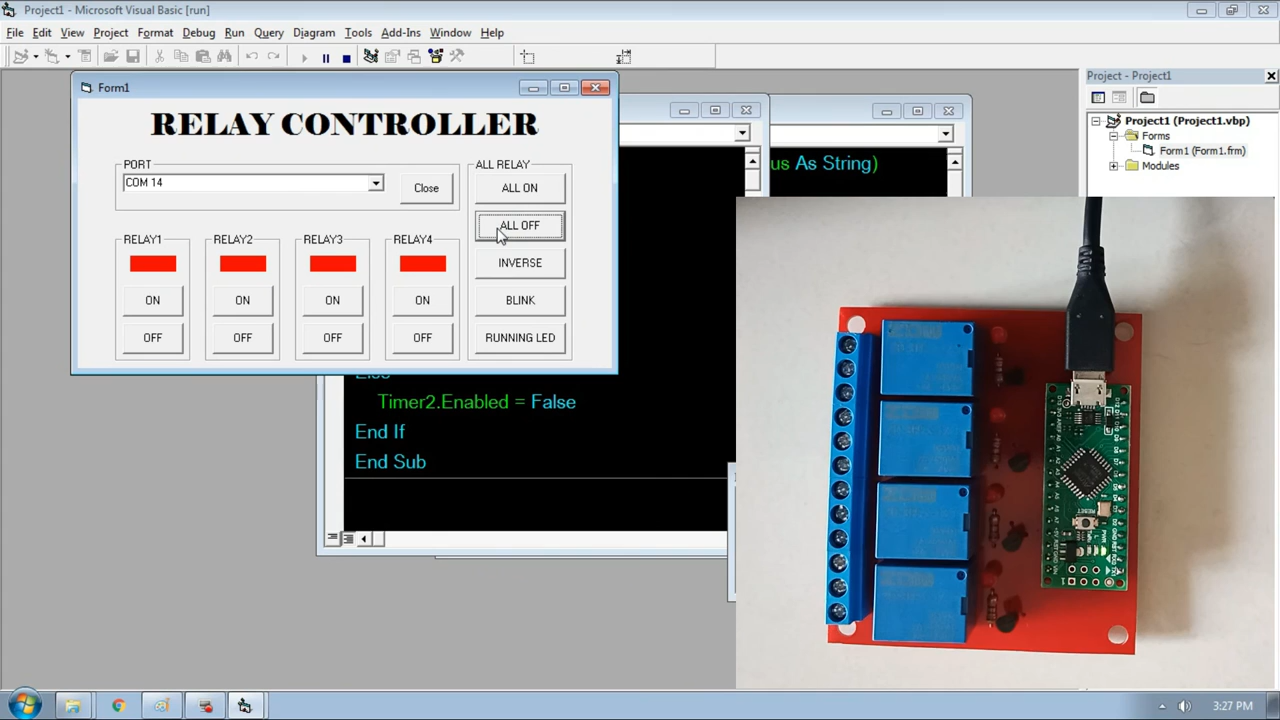 Project1 - Microsoft Visual Basic [run]
File Edit View Project Format Debug Run Query Diagram Tools Add-Ins Window Help
Form1
RELAY CONTROLLER
PORT
COM 14
Close
ALL RELAY
ALL ON
ALL OFF
INVERSE
BLINK
RUNNING LED
RELAY1
ON
OFF
RELAY2
ON
OFF
RELAY3
ON
OFF
RELAY4
ON
OFF
us As String)
Timer2.Enabled = False
End If
End Sub
Project - Project1
Project1 (Project1.vbp)
Forms
Form1 (Form1.frm)
Modules
RESET
3:27 PM